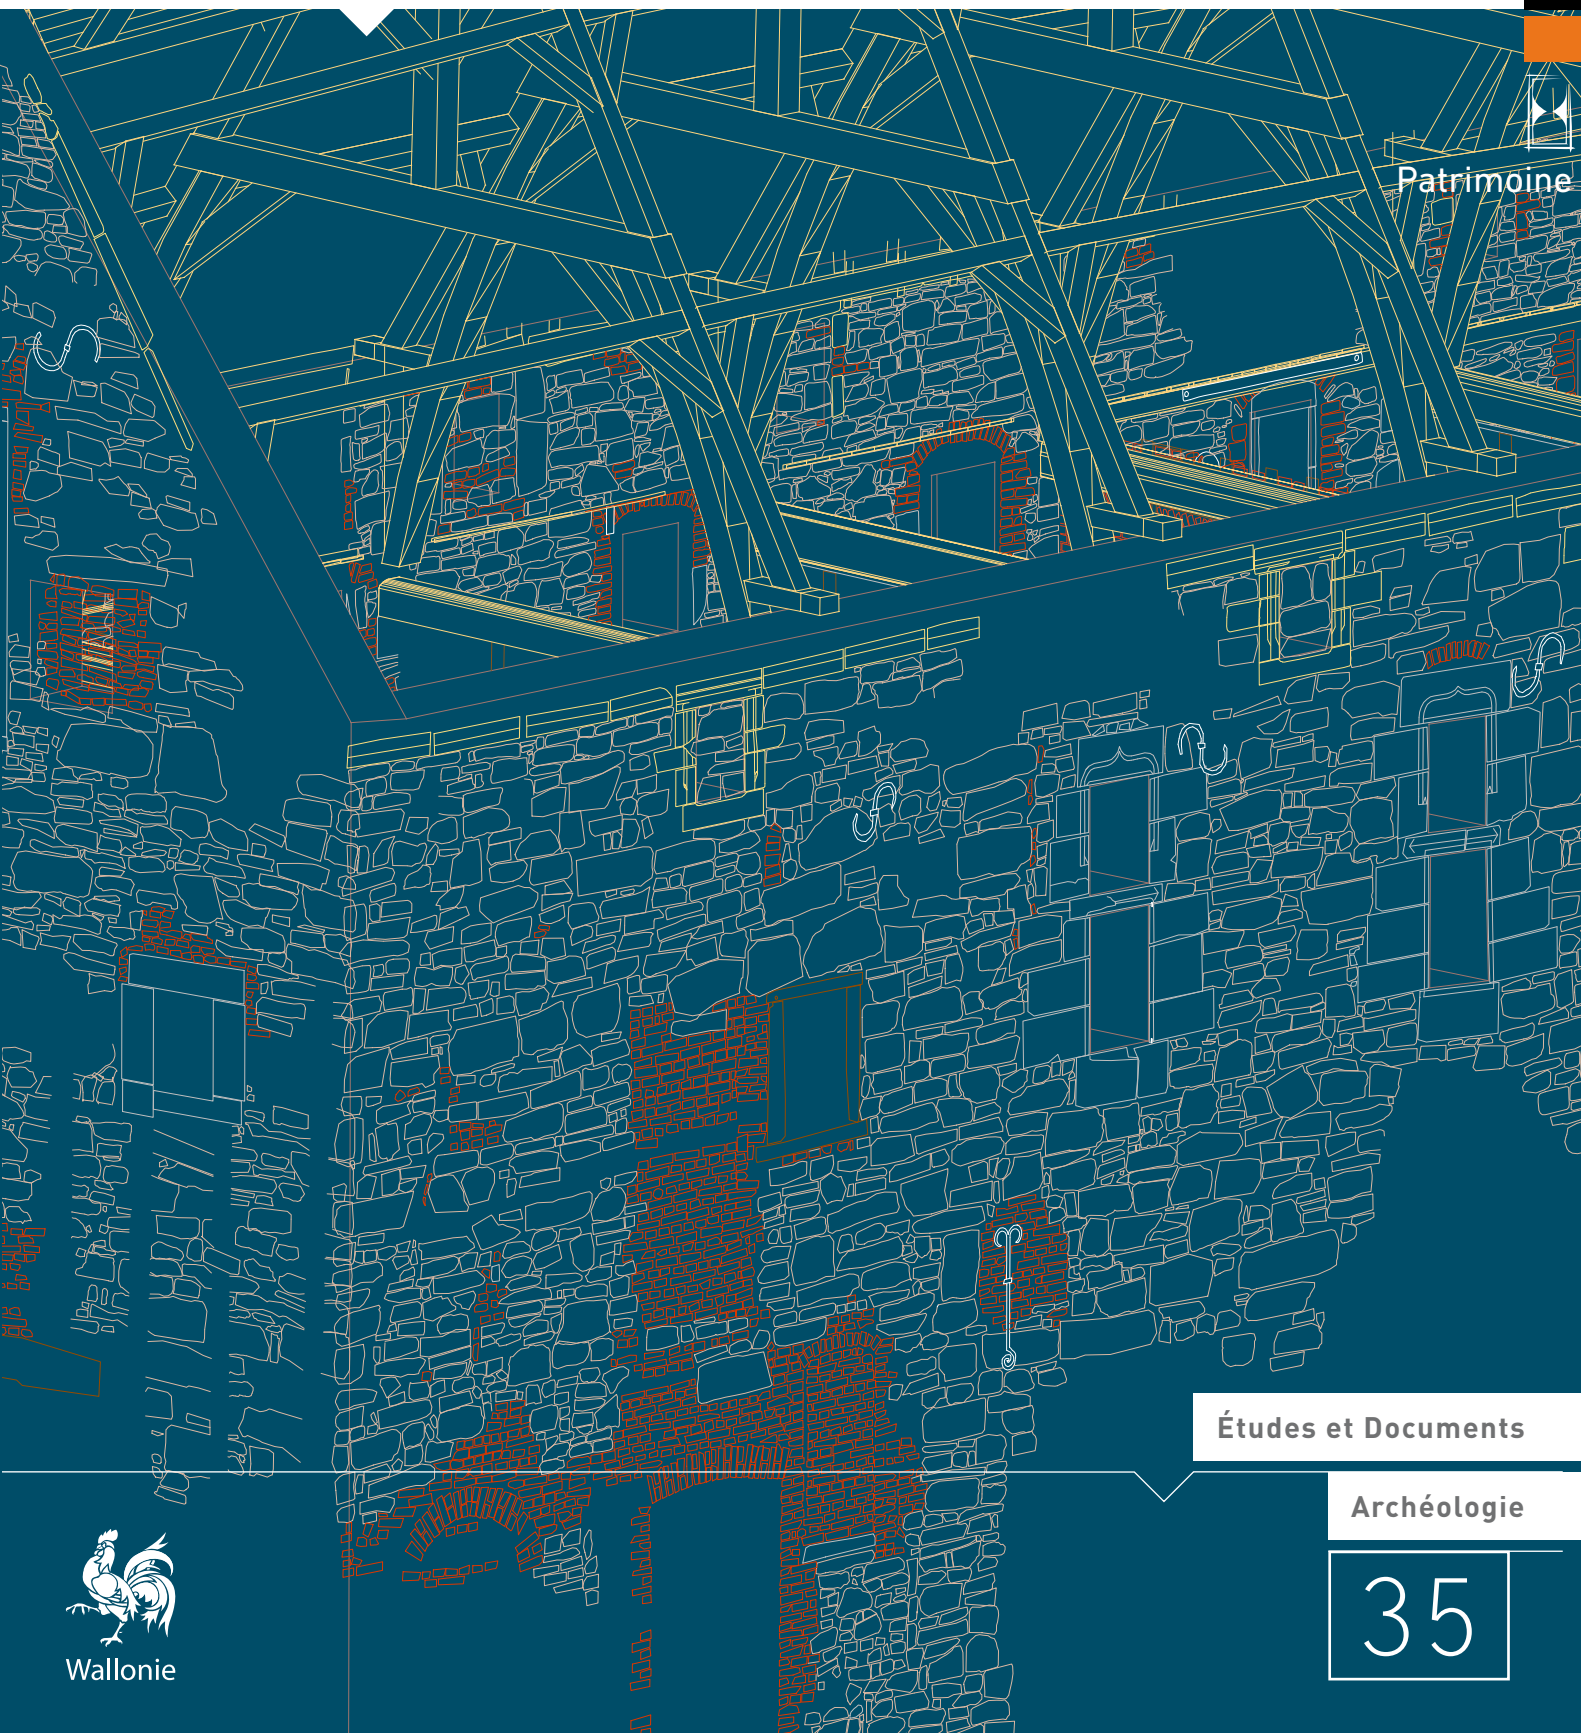 Patrimoine
Études et Documents
Archéologie
35
Wallonie